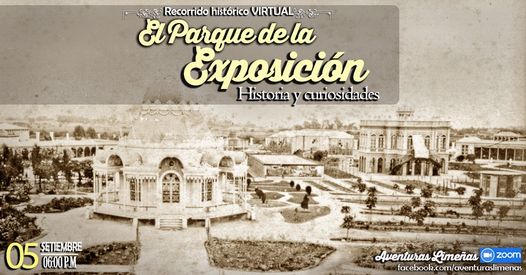 Recorrido histórico VIRTUAL
El Parque de la
Exposición
Historia y curiosidades
05 SETIEMBRE
06:00 P.M
Aventuras Limeñas zoom
facebook.com/aventuraslimenas